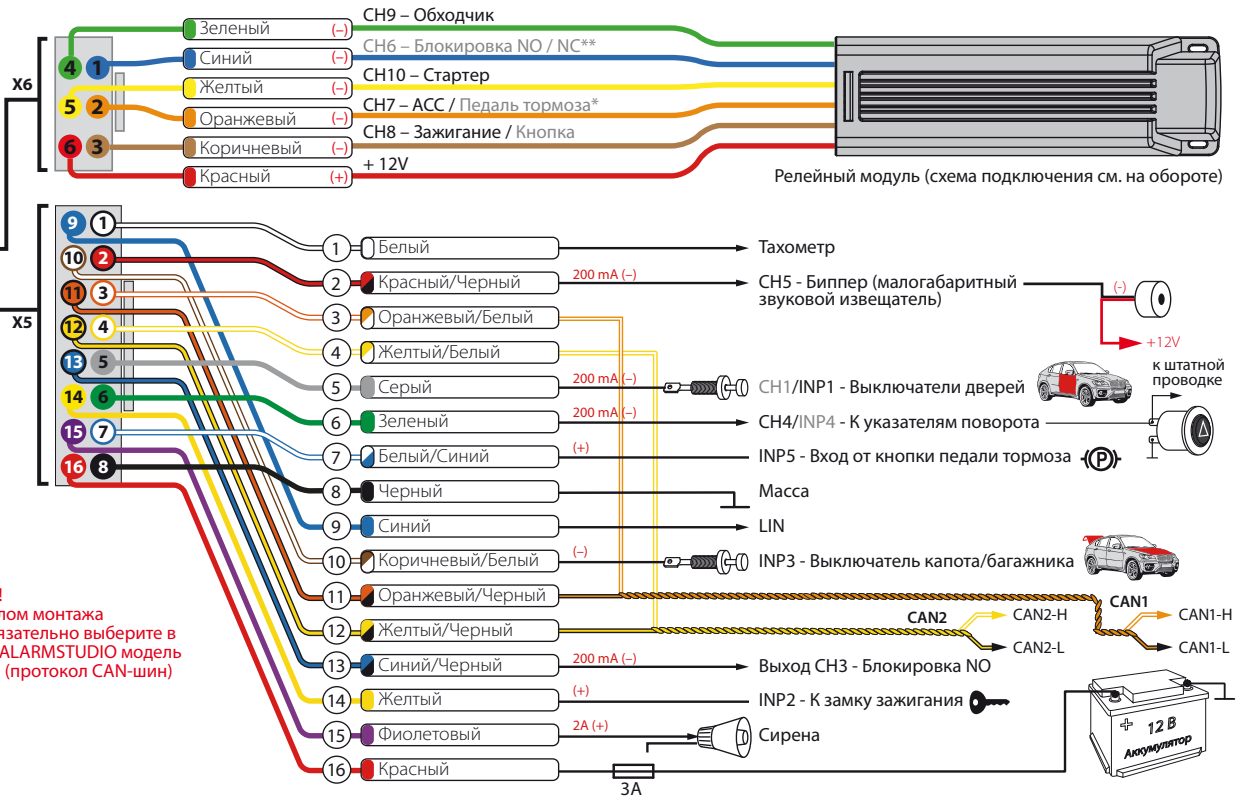 X6
4 1
5 2
6 3
Зеленый (–) CH9 – Обходчик
Синий (–) CH6 – Блокировка NO / NC**
Желтый (–) CH10 – Стартер
Оранжевый (–) CH7 – ACC / Педаль тормоза*
Коричневый (–) CH8 – Зажигание / Кнопка
Красный (+) + 12V
Релейный модуль (схема подключения см. на обороте)
X5
9 1
10 2
11 3
12 4
13 5
14 6
15 7
16 8
1 Белый Тахометр
2 Красный/Черный 200 mA (–) CH5 - Биппер (малогабаритный
звуковой извещатель)
(-)
+12V
3 Оранжевый/Белый
4 Желтый/Белый
5 Серый 200 mA (–) CH1/INP1 - Выключатели дверей
к штатной
проводке
6 Зеленый 200 mA (–) CH4/INP4 - К указателям поворота
7 Белый/Синий (+) INP5 - Вход от кнопки педали тормоза (P)
8 Черный Масса
9 Синий LIN
10 Коричневый/Белый (–) INP3 - Выключатель капота/багажника
11 Оранжевый/Черный CAN1 CAN1-H
CAN1-L
12 Желтый/Черный CAN2 CAN2-H
CAN2-L
13 Синий/Черный 200 mA (–) Выход CH3 - Блокировка NO
14 Желтый (+) INP2 - К замку зажигания
15 Фиолетовый 2A (+) Сирена
16 Красный 3A
+ 12 В
Аккумулятор
!
лом монтажа
язательно выберите в
ALARMSTUDIO модель
(протокол CAN-шин)